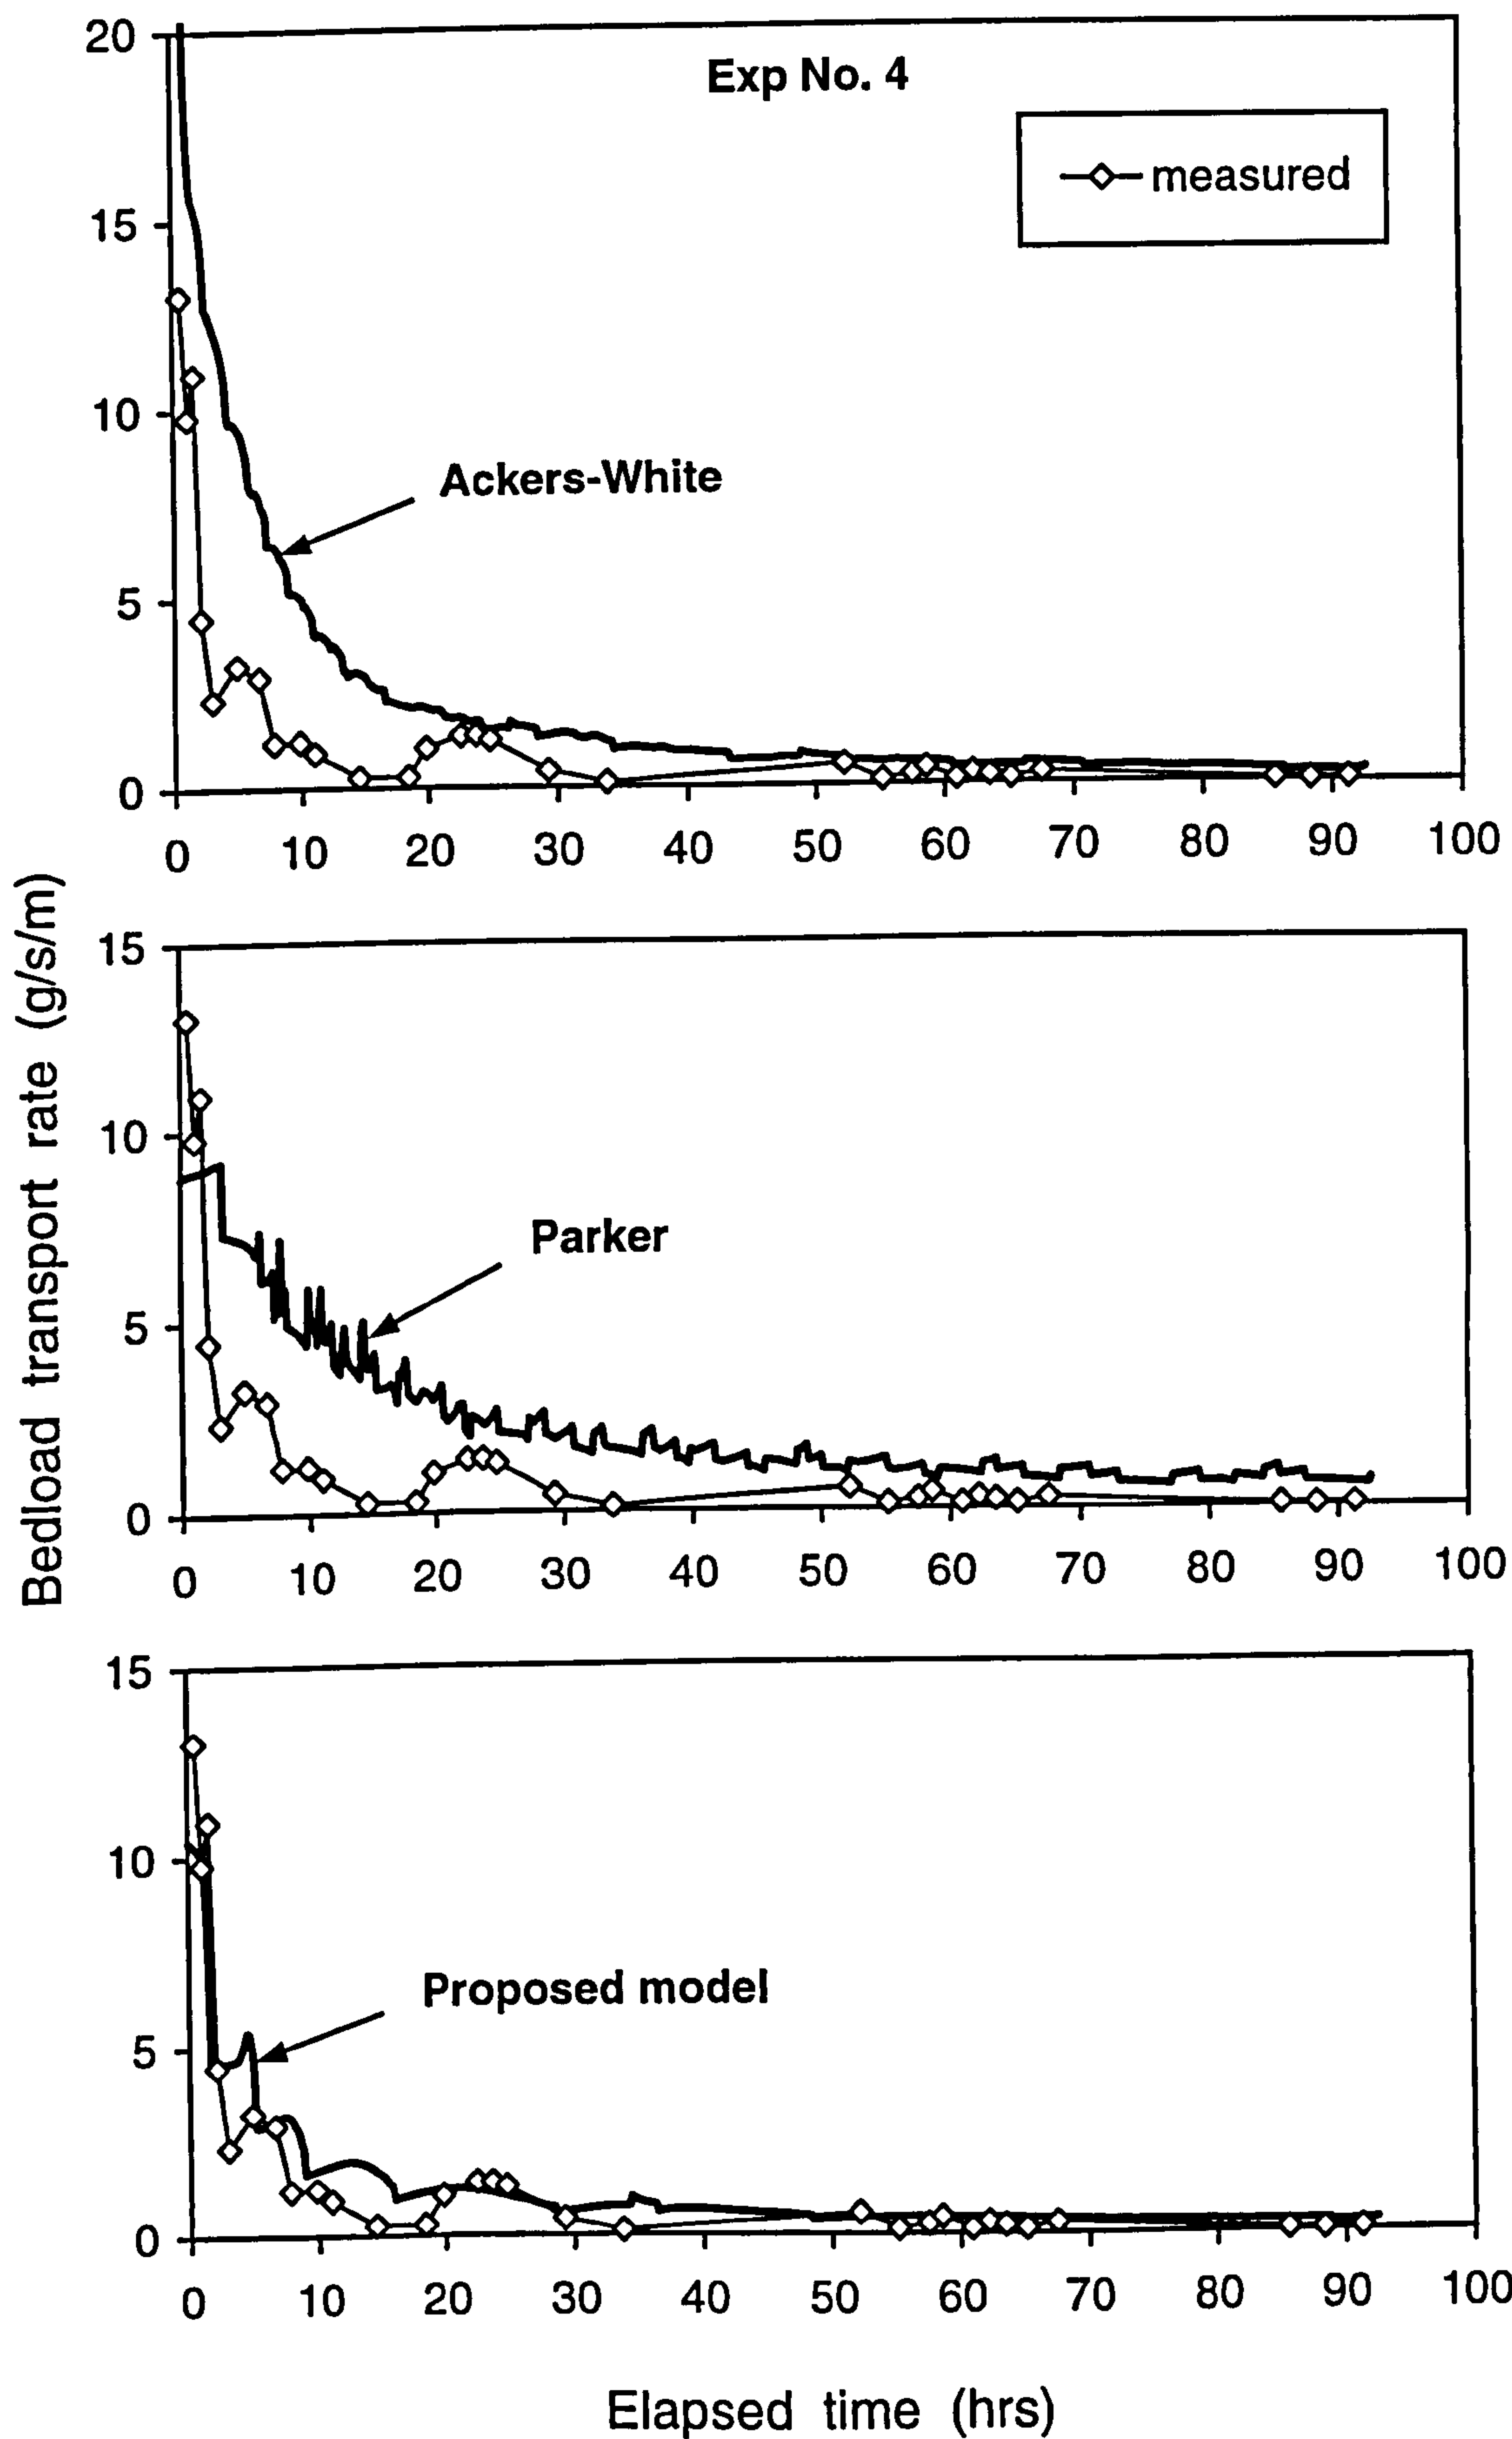 Exp No. 4
measured
20
15
10
5
0
Ackers-White
0 10 20 30 40 50 60 70 80 90 100
Bedload transport rate (g/s/m)
15
10
5
0
Parker
0 10 20 30 40 50 60 70 80 90 100
15
10
5
0
Proposed model
0 10 20 30 40 50 60 70 80 90 100
Elapsed time (hrs)